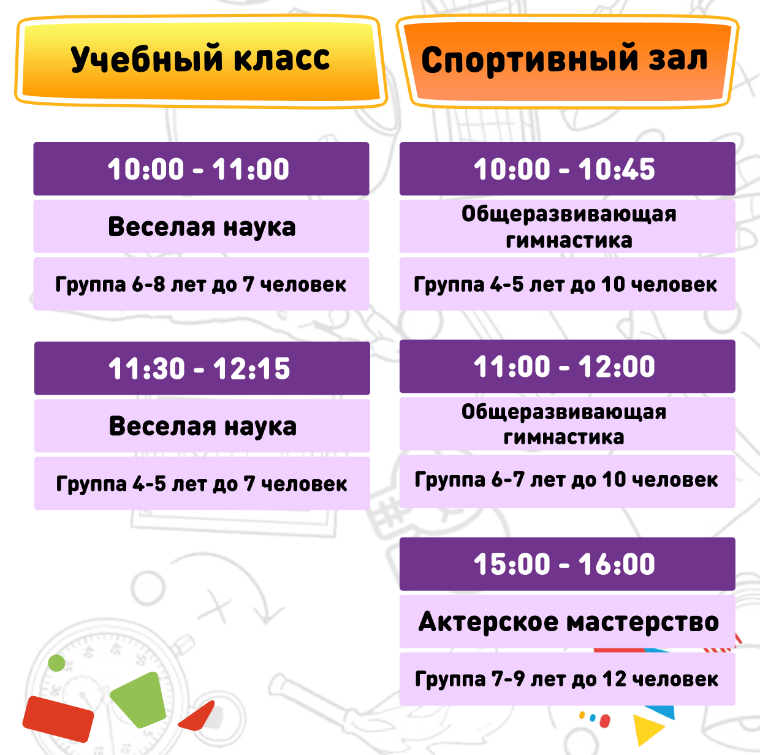 Учебный класс
10:00 - 11:00
Веселая наука
Группа 6-8 лет до 7 человек
11:30 - 12:15
Веселая наука
Группа 4-5 лет до 7 человек
Спортивный зал
10:00 - 10:45
Общеразвивающая
гимнастика
Группа 4-5 лет до 10 человек
11:00 - 12:00
Общеразвивающая
гимнастика
Группа 6-7 лет до 10 человек
15:00 - 16:00
Актерское мастерство
Группа 7-9 лет до 12 человек